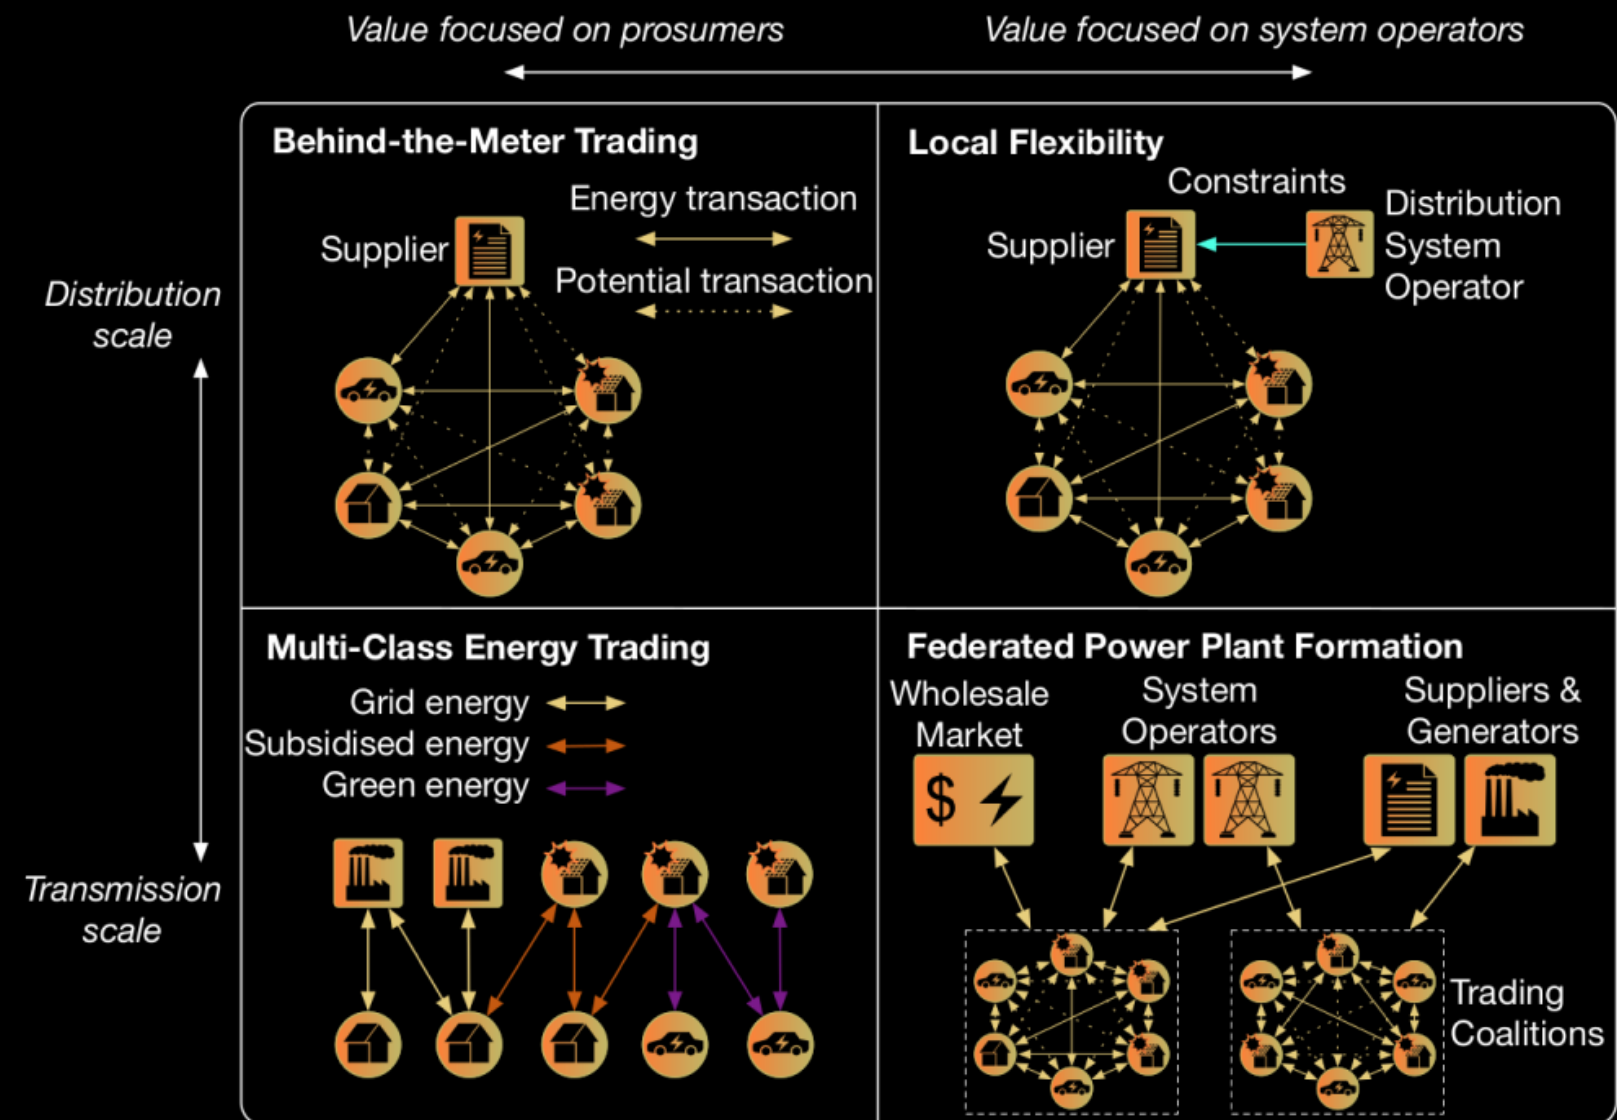 Value focused on prosumers
Value focused on system operators
Distribution
scale
Transmission
scale
Behind-the-Meter Trading
Energy transaction
Supplier
Potential transaction
Local Flexibility
Constraints
Supplier
Distribution
System
Operator
Multi-Class Energy Trading
Grid energy
Subsidised energy
Green energy
Federated Power Plant Formation
Wholesale
Market
System
Operators
Suppliers &
Generators
$
Trading
Coalitions